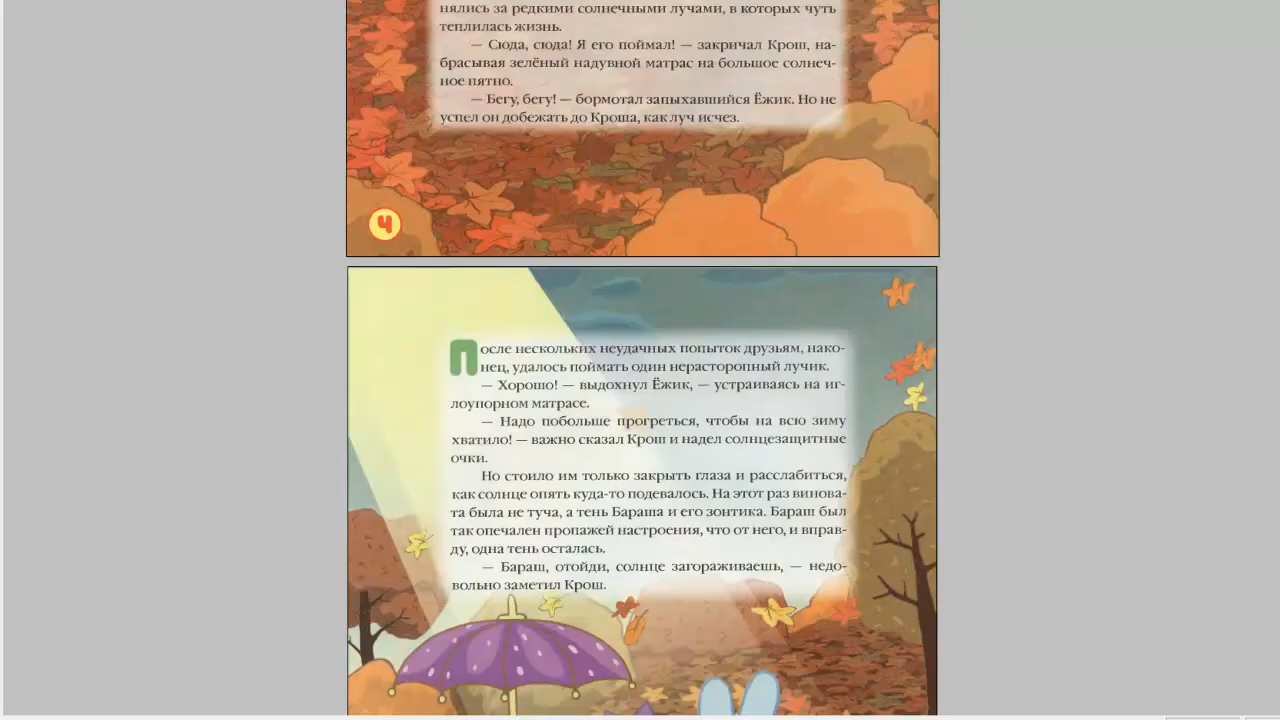 нялись за редкими солнечными лучами, в которых чуть
теплилась жизнь.
— Сюда, сюда! Я его поймал! — закричал Крош, на-
брасывая зелёный надувной матрас на большое солнеч-
ное пятно.
— Бегу, бегу! — бормотал запыхавшийся Ёжик. Но не
успел он добежать до Кроша, как луч исчез.
4
После нескольких неудачных попыток друзьям, нако-
нец, удалось поймать один нерасторопный лучик.
— Хорошо! — выдохнул Ёжик, — устраиваясь на иг-
лоупорном матрасе.
— Надо побольше прогреться, чтобы на всю зиму
хватило! — важно сказал Крош и надел солнцезащитные
очки.
Но стоило им только закрыть глаза и расслабиться,
как солнце опять куда-то подевалось. На этот раз винова-
та была не туча, а тень Бараша и его зонтика. Бараш был
так опечален пропажей настроения, что от него, и вправ-
ду, одна тень осталась.
— Бараш, отойди, солнце загораживаешь, — недо-
вольно заметил Крош.